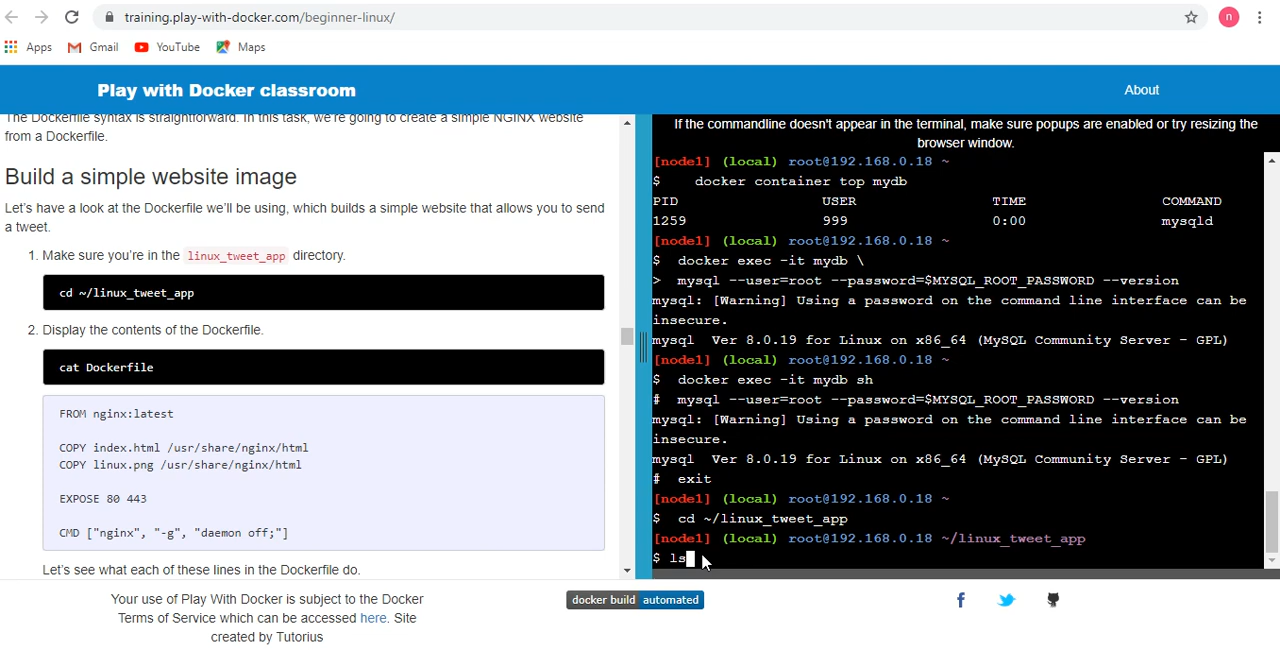 training.play-with-docker.com/beginner-linux/
n
Apps Gmail YouTube Maps
Play with Docker classroom
About
The Dockerfile syntax is straightforward. In this task, we're going to create a simple NGINX website
from a Dockerfile.
Build a simple website image
Let's have a look at the Dockerfile we'll be using, which builds a simple website that allows you to send
a tweet.
1. Make sure you're in the linux_tweet_app directory.
cd ~/linux_tweet_app
2. Display the contents of the Dockerfile.
cat Dockerfile
FROM nginx:latest
COPY index.html /usr/share/nginx/html
COPY linux.png /usr/share/nginx/html
EXPOSE 80 443
CMD ["nginx", "-g", "daemon off;"]
Let's see what each of these lines in the Dockerfile do.
If the commandline doesn't appear in the terminal, make sure popups are enabled or try resizing the
browser window.
[node1] (local) root@192.168.0.18 ~
$ docker container top mydb
PID USER TIME COMMAND
1259 999 0:00 mysqld
[node1] (local) root@192.168.0.18 ~
$ docker exec -it mydb \
> mysql --user=root --password=$MYSQL_ROOT_PASSWORD --version
mysql: [Warning] Using a password on the command line interface can be
insecure.
mysql Ver 8.0.19 for Linux on x86_64 (MySQL Community Server - GPL)
[node1] (local) root@192.168.0.18 ~
$ docker exec -it mydb sh
# mysql --user=root --password=$MYSQL_ROOT_PASSWORD --version
mysql: [Warning] Using a password on the command line interface can be
insecure.
mysql Ver 8.0.19 for Linux on x86_64 (MySQL Community Server - GPL)
# exit
[node1] (local) root@192.168.0.18 ~
$ cd ~/linux_tweet_app
[node1] (local) root@192.168.0.18 ~/linux_tweet_app
$ ls
Your use of Play With Docker is subject to the Docker
Terms of Service which can be accessed here. Site
created by Tutorius
docker build automated